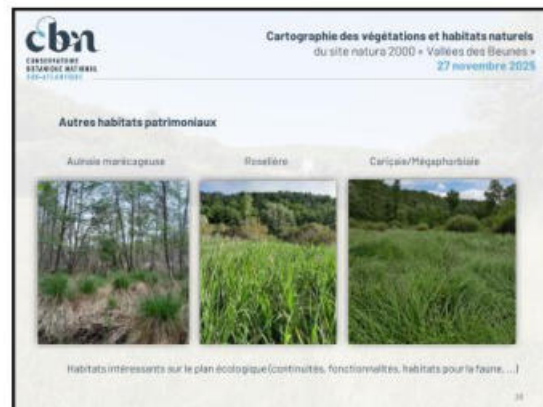 cbn
CONSERVATOIRE
BOTANIQUE NATIONAL
SUD-ATLANTIQUE
Cartographie des végétations et habitats naturels
du site natura 2000 « Vallées des Beunes »
27 novembre 2025
Autres habitats patrimoniaux
Aulnaie marécageuse
Roselière
Cariçaie/Mégaphorbiaie
Habitats intéressants sur le plan écologique (continuités, fonctionnalités, habitats pour la faune, ...)